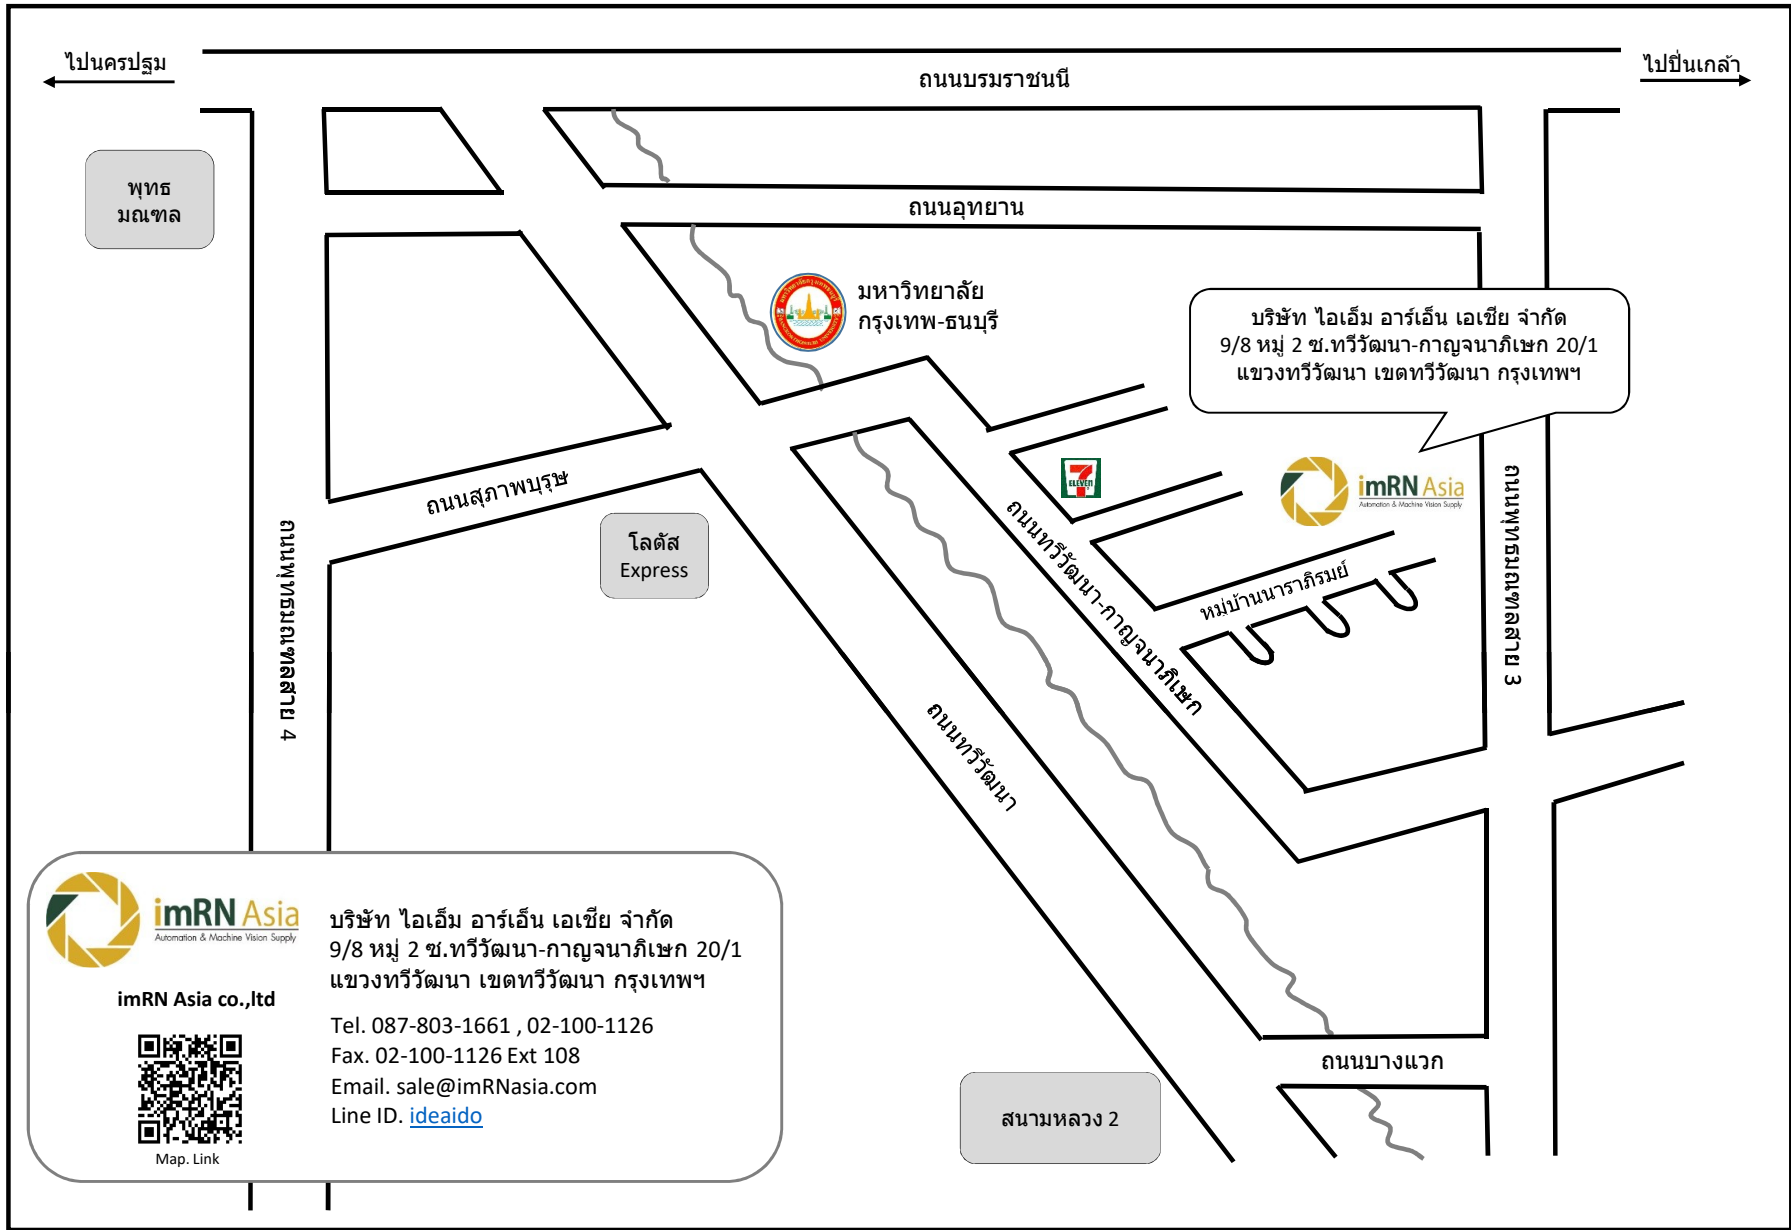 ไปนครปฐม
ถนนบรมราชนนี
ไปปิ่นเกล้า
พุทธ
มณฑล
ถนนอุทยาน
มหาวิทยาลัย
กรุงเทพ-ธนบุรี
บริษัท ไอเอ็ม อาร์เอ็น เอเชีย จำกัด
9/8 หมู่ 2 ซ.ทวีวัฒนา-กาญจนาภิเษก 20/1
แขวงทวีวัฒนา เขตทวีวัฒนา กรุงเทพฯ
7
ELEVEN
imRN Asia
Automation & Machine Vision Supply
ถนนสุภาพบุรุษ
โลตัส
Express
ถนนพุทธมณฑลสาย 4
ถนนทวีวัฒนา-กาญจนาภิเษก
หมู่บ้านนาราภิรมย์
ถนนพุทธมณฑลสาย 3
ถนนทวีวัฒนา
imRN Asia
Automation & Machine Vision Supply
imRN Asia co.,ltd
Map. Link
บริษัท ไอเอ็ม อาร์เอ็น เอเชีย จำกัด
9/8 หมู่ 2 ซ.ทวีวัฒนา-กาญจนาภิเษก 20/1
แขวงทวีวัฒนา เขตทวีวัฒนา กรุงเทพฯ
Tel. 087-803-1661 , 02-100-1126
Fax. 02-100-1126 Ext 108
Email. sale@imRNasia.com
Line ID. ideaido
ถนนบางแวก
สนามหลวง 2